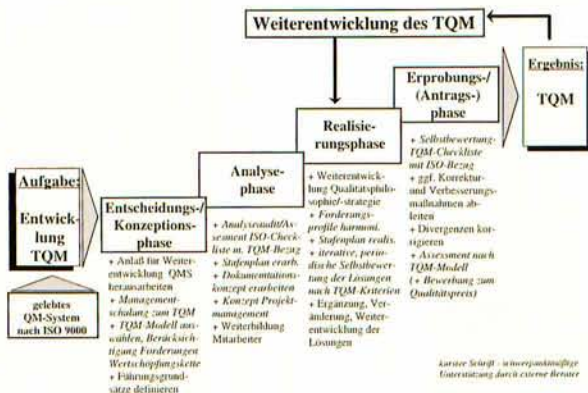 Weiterentwicklung des TQM
Ergebnis:
TQM
Erprobungs-/
(Antrags-)
phase
+ Selbstbewertung-
TQM-Checkliste
mit ISO-Bezug
+ ggf. Korrektur-
und Verbesserungs-
maßnahmen ab-
leiten
+ Divergenzen kor-
rigieren
+ Assessment nach
TQM-Modell
(+ Bewerbung zum
Qualitätspreis)
Realisie-
rungsphase
+ Weiterentwick-
lung Qualitätsphilo-
sophie/-strategie
+ Forderungs-
profile harmoni.
+ Stufenplan realis.
+ iterative, perio-
dische Selbstbewer-
tung der Lösungen
nach TQM-Kriterien
+ Ergänzung, Ver-
änderung, Weiter-
entwicklung der
Lösungen
Analyse-
phase
+ Analyseaudit/As-
sesment ISO-Check-
liste m. TQM-Bezug
+ Stufenplan erarb.
+ Dokumentations-
konzept erarbeiten
+ Konzept Projekt-
management
+ Weiterbildung
Mitarbeiter
Entscheidungs-/
Konzeptions-
phase
+ Anlaß für Weiter-
entwicklung QMS
herausarbeiten
+ Management-
schulung zum TQM
+ TQM-Modell aus-
wählen, Berücksich-
tigung Forderungen
Wertschöpfungskette
+ Führungsgrund-
sätze definieren
Aufgabe:
Entwick-
lung
TQM
gelebtes
QM-System
nach ISO 9000
kursive Schrift - schwerpunktmäßige
Unterstützung durch externe Berater